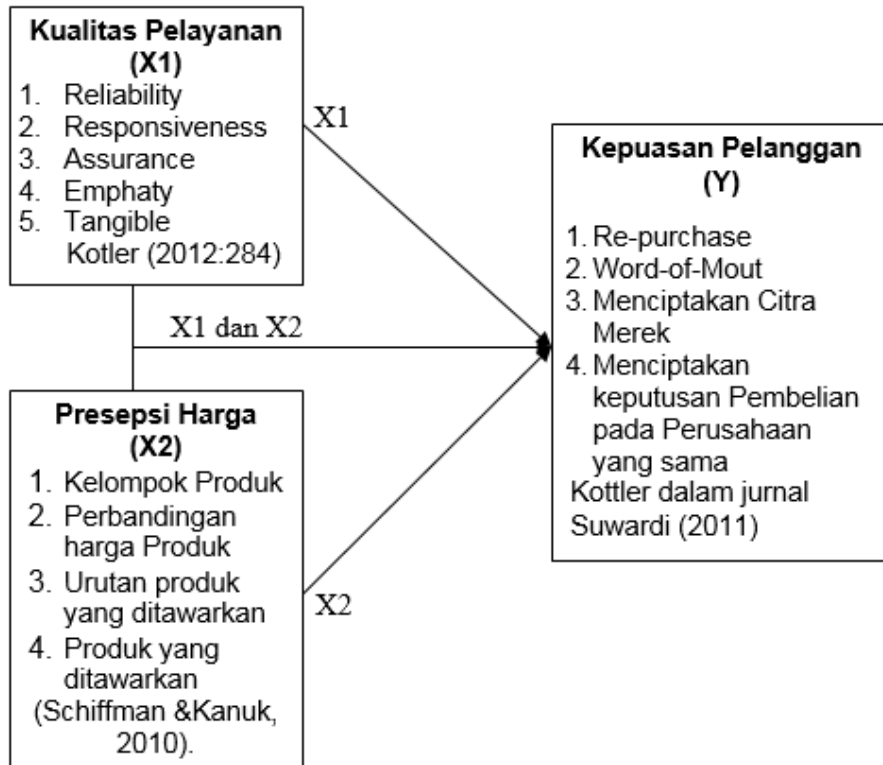 Kualitas Pelayanan
(X1)
1. Reliability
2. Responsiveness
3. Assurance
4. Emphaty
5. Tangible
Kotler (2012:284)
X1
X1 dan X2
Presepsi Harga
(X2)
1. Kelompok Produk
2. Perbandingan
harga Produk
3. Urutan produk
yang ditawarkan
4. Produk yang
ditawarkan
(Schiffman &Kanuk,
2010).
X2
Kepuasan Pelanggan
(Y)
1. Re-purchase
2. Word-of-Mout
3. Menciptakan Citra
Merek
4. Menciptakan
keputusan Pembelian
pada Perusahaan
yang sama
Kottler dalam jurnal
Suwardi (2011)